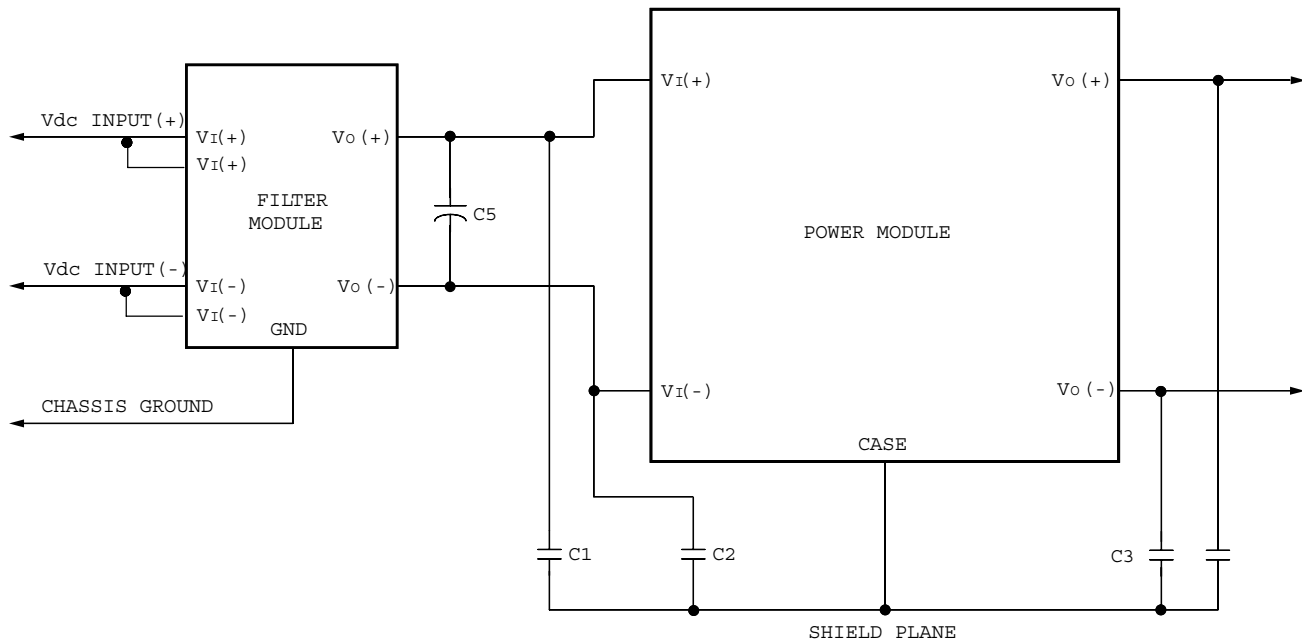 Vdc INPUT(+)
VI(+)
VI(+)
VO(+)
FILTER
MODULE
C5
Vdc INPUT(-)
VI(-)
VI(-)
VO(-)
GND
CHASSIS GROUND
VI(+)
VO(+)
POWER MODULE
VI(-)
VO(-)
CASE
C1
C2
C3
SHIELD PLANE